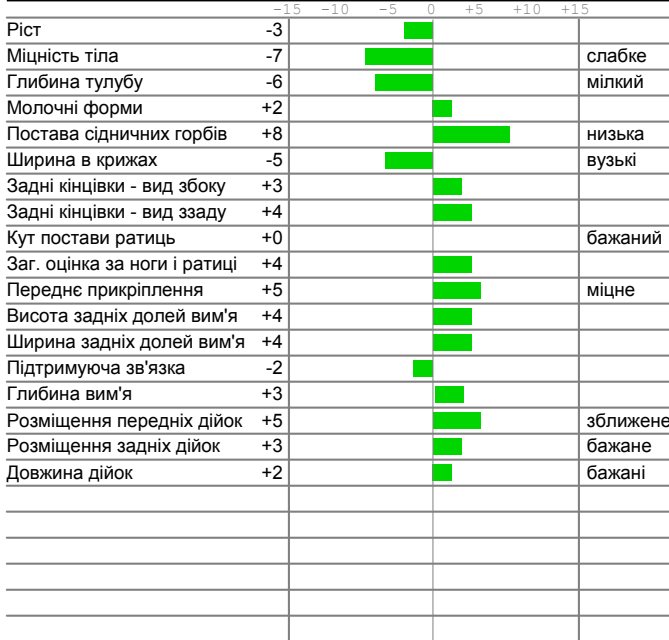 -15 -10 -5 0 +5 +10 +15
Ріст -3
Міцність тіла -7 слабке
Глибина тулубу -6 мілкий
Молочні форми +2
Постава сідничних горбів +8 низька
Ширина в крижах -5 вузькі
Задні кінцівки - вид збоку +3
Задні кінцівки - вид ззаду +4
Кут постави ратиць +0 бажаний
Заг. оцінка за ноги і ратиці +4
Переднє прикріплення +5 міцне
Висота задніх долей вим'я +4
Ширина задніх долей вим'я +4
Підтримуюча зв'язка -2
Глибина вим'я +3
Розміщення передніх дійок +5 зближене
Розміщення задніх дійок +3 бажане
Довжина дійок +2 бажані